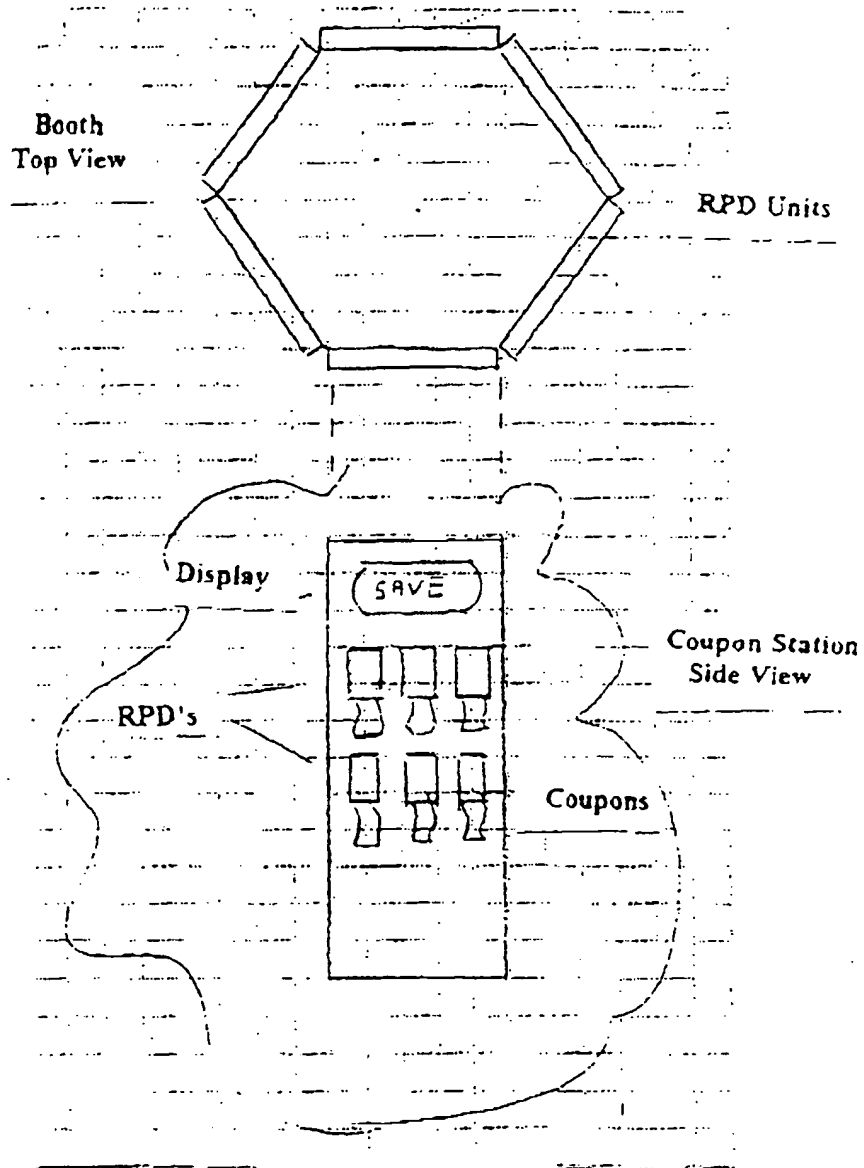 Booth
Top View
RPD Units
Display
SAVE
Coupon Station
Side View
RPD's
Coupons